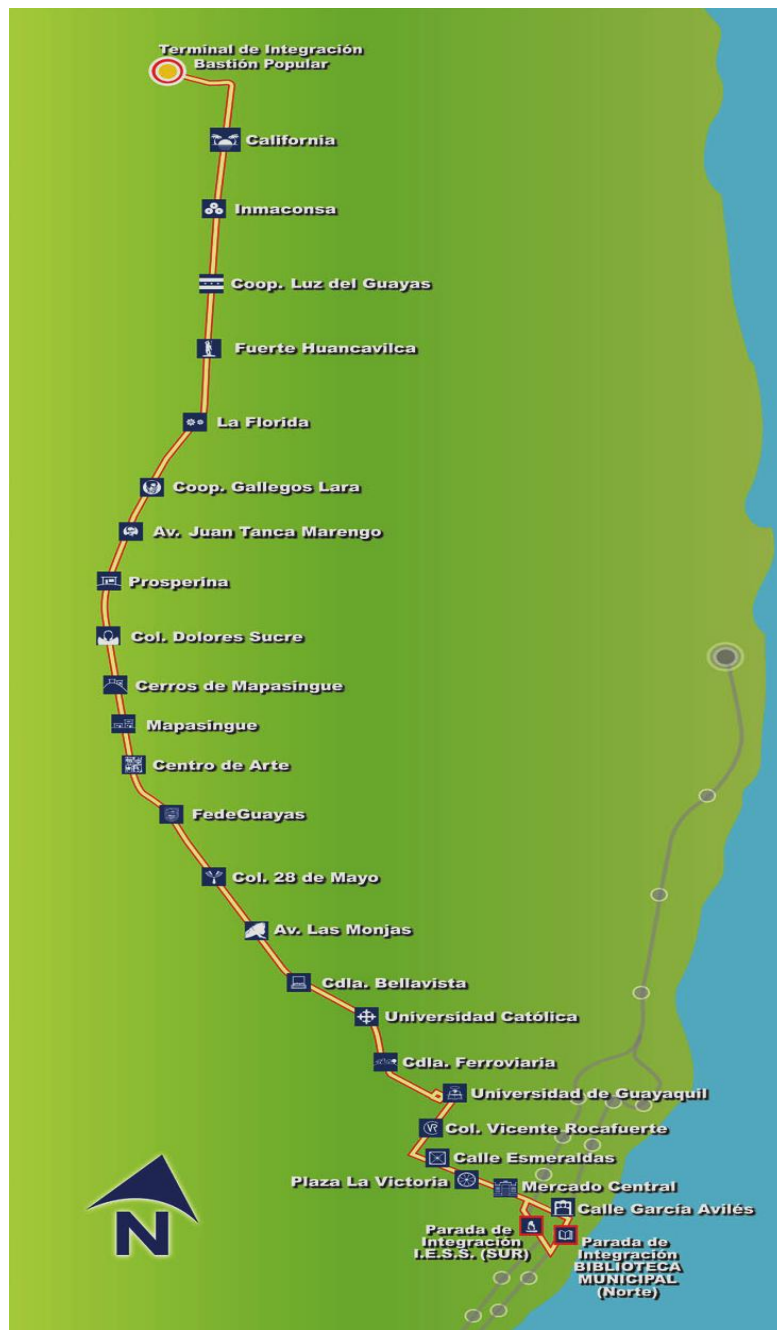 Terminal de Integración
Bastión Popular
California
Inmaconsa
Coop. Luz del Guayas
Fuerte Huancavilca
La Florida
Coop. Gallegos Lara
Av. Juan Tanca Marengo
Prosperina
Col. Dolores Sucre
Cerros de Mapasingue
Mapasingue
Centro de Arte
FedeGuayas
Col. 28 de Mayo
Av. Las Monjas
Cdla. Bellavista
Universidad Católica
Cdla. Ferroviaria
Universidad de Guayaquil
Col. Vicente Rocafuerte
Calle Esmeraldas
Plaza La Victoria
Mercado Central
Calle García Avilés
Parada de
Integración
I.E.S.S. (SUR)
Parada de
Integración
BIBLIOTECA
MUNICIPAL
(Norte)
N